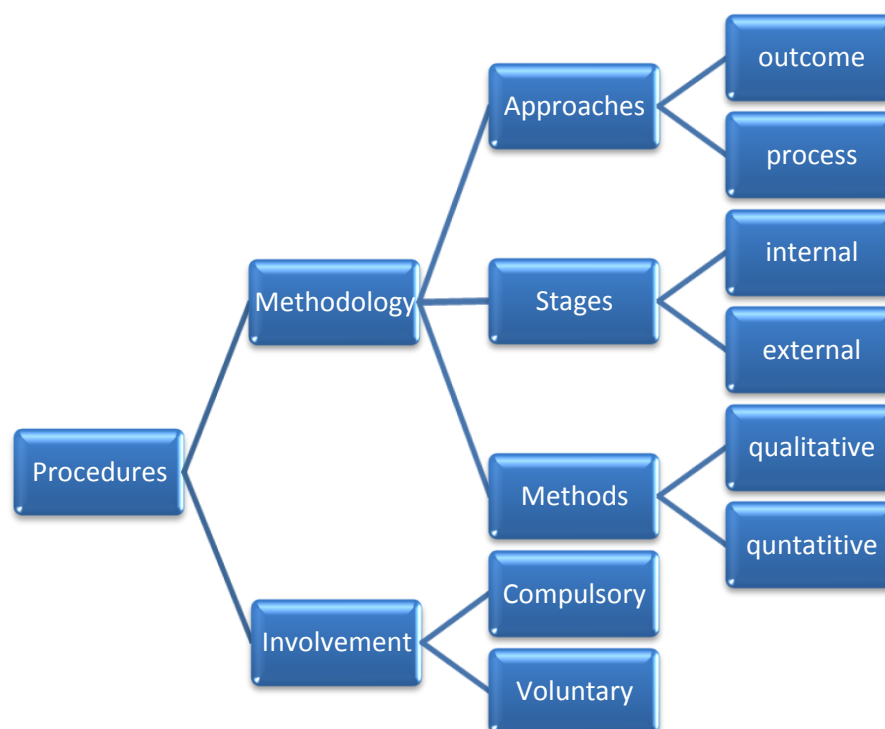 outcome
Approaches
process
internal
Methodology
Stages
external
qualitative
Procedures
Methods
quntatitive
Compulsory
Involvement
Voluntary